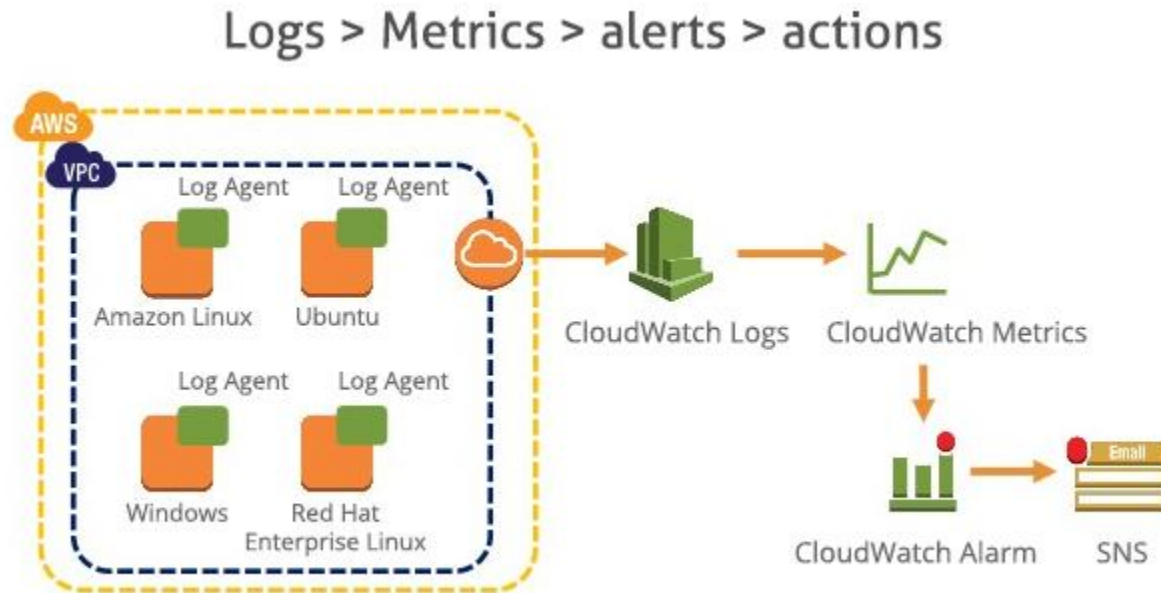 Logs > Metrics > alerts > actions
AWS
VPC
Log Agent
Log Agent
Amazon Linux
Ubuntu
Log Agent
Log Agent
Windows
Red Hat
Enterprise Linux
CloudWatch Logs
CloudWatch Metrics
Email
CloudWatch Alarm
SNS